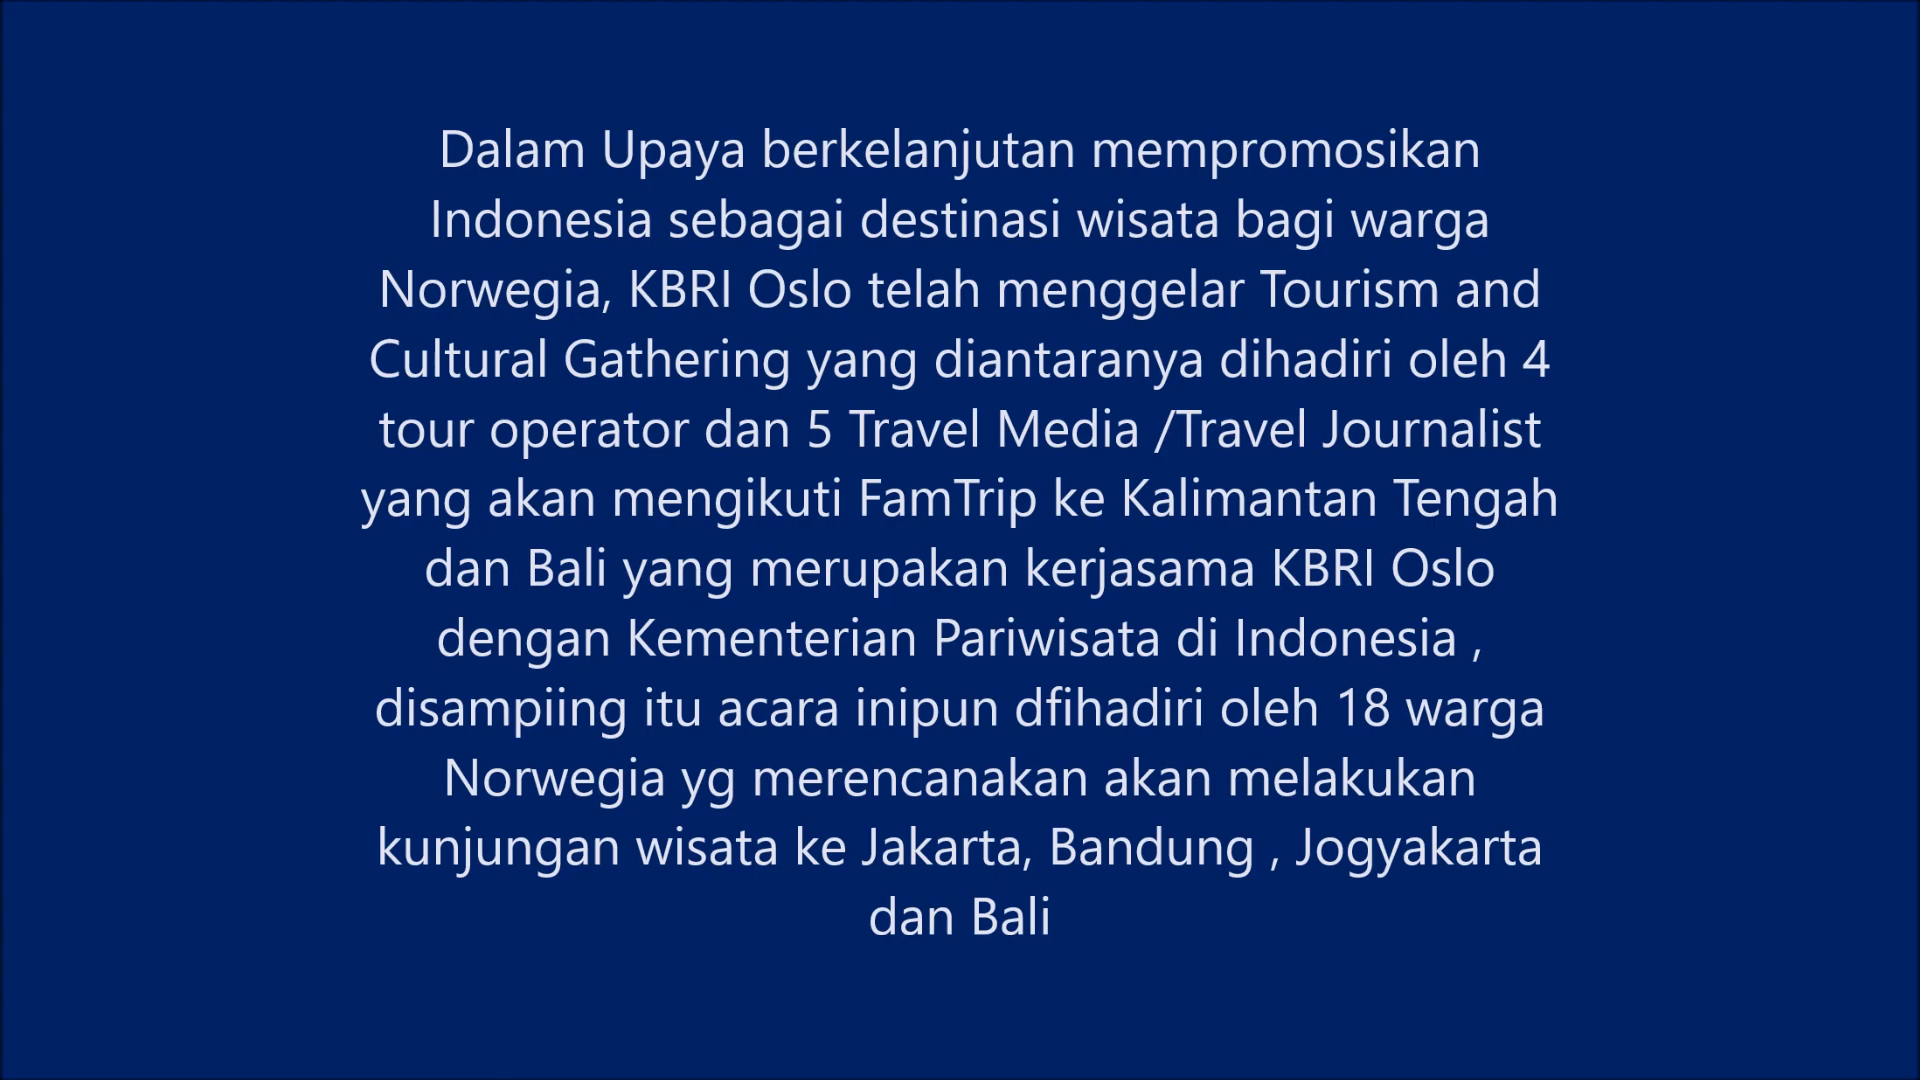 Dalam Upaya berkelanjutan mempromosikan
Indonesia sebagai destinasi wisata bagi warga
Norwegia, KBRI Oslo telah menggelar Tourism and
Cultural Gathering yang diantaranya dihadiri oleh 4
tour operator dan 5 Travel Media /Travel Journalist
yang akan mengikuti FamTrip ke Kalimantan Tengah
dan Bali yang merupakan kerjasama KBRI Oslo
dengan Kementerian Pariwisata di Indonesia ,
disampiing itu acara inipun dfihadiri oleh 18 warga
Norwegia yg merencanakan akan melakukan
kunjungan wisata ke Jakarta, Bandung , Jogyakarta
dan Bali